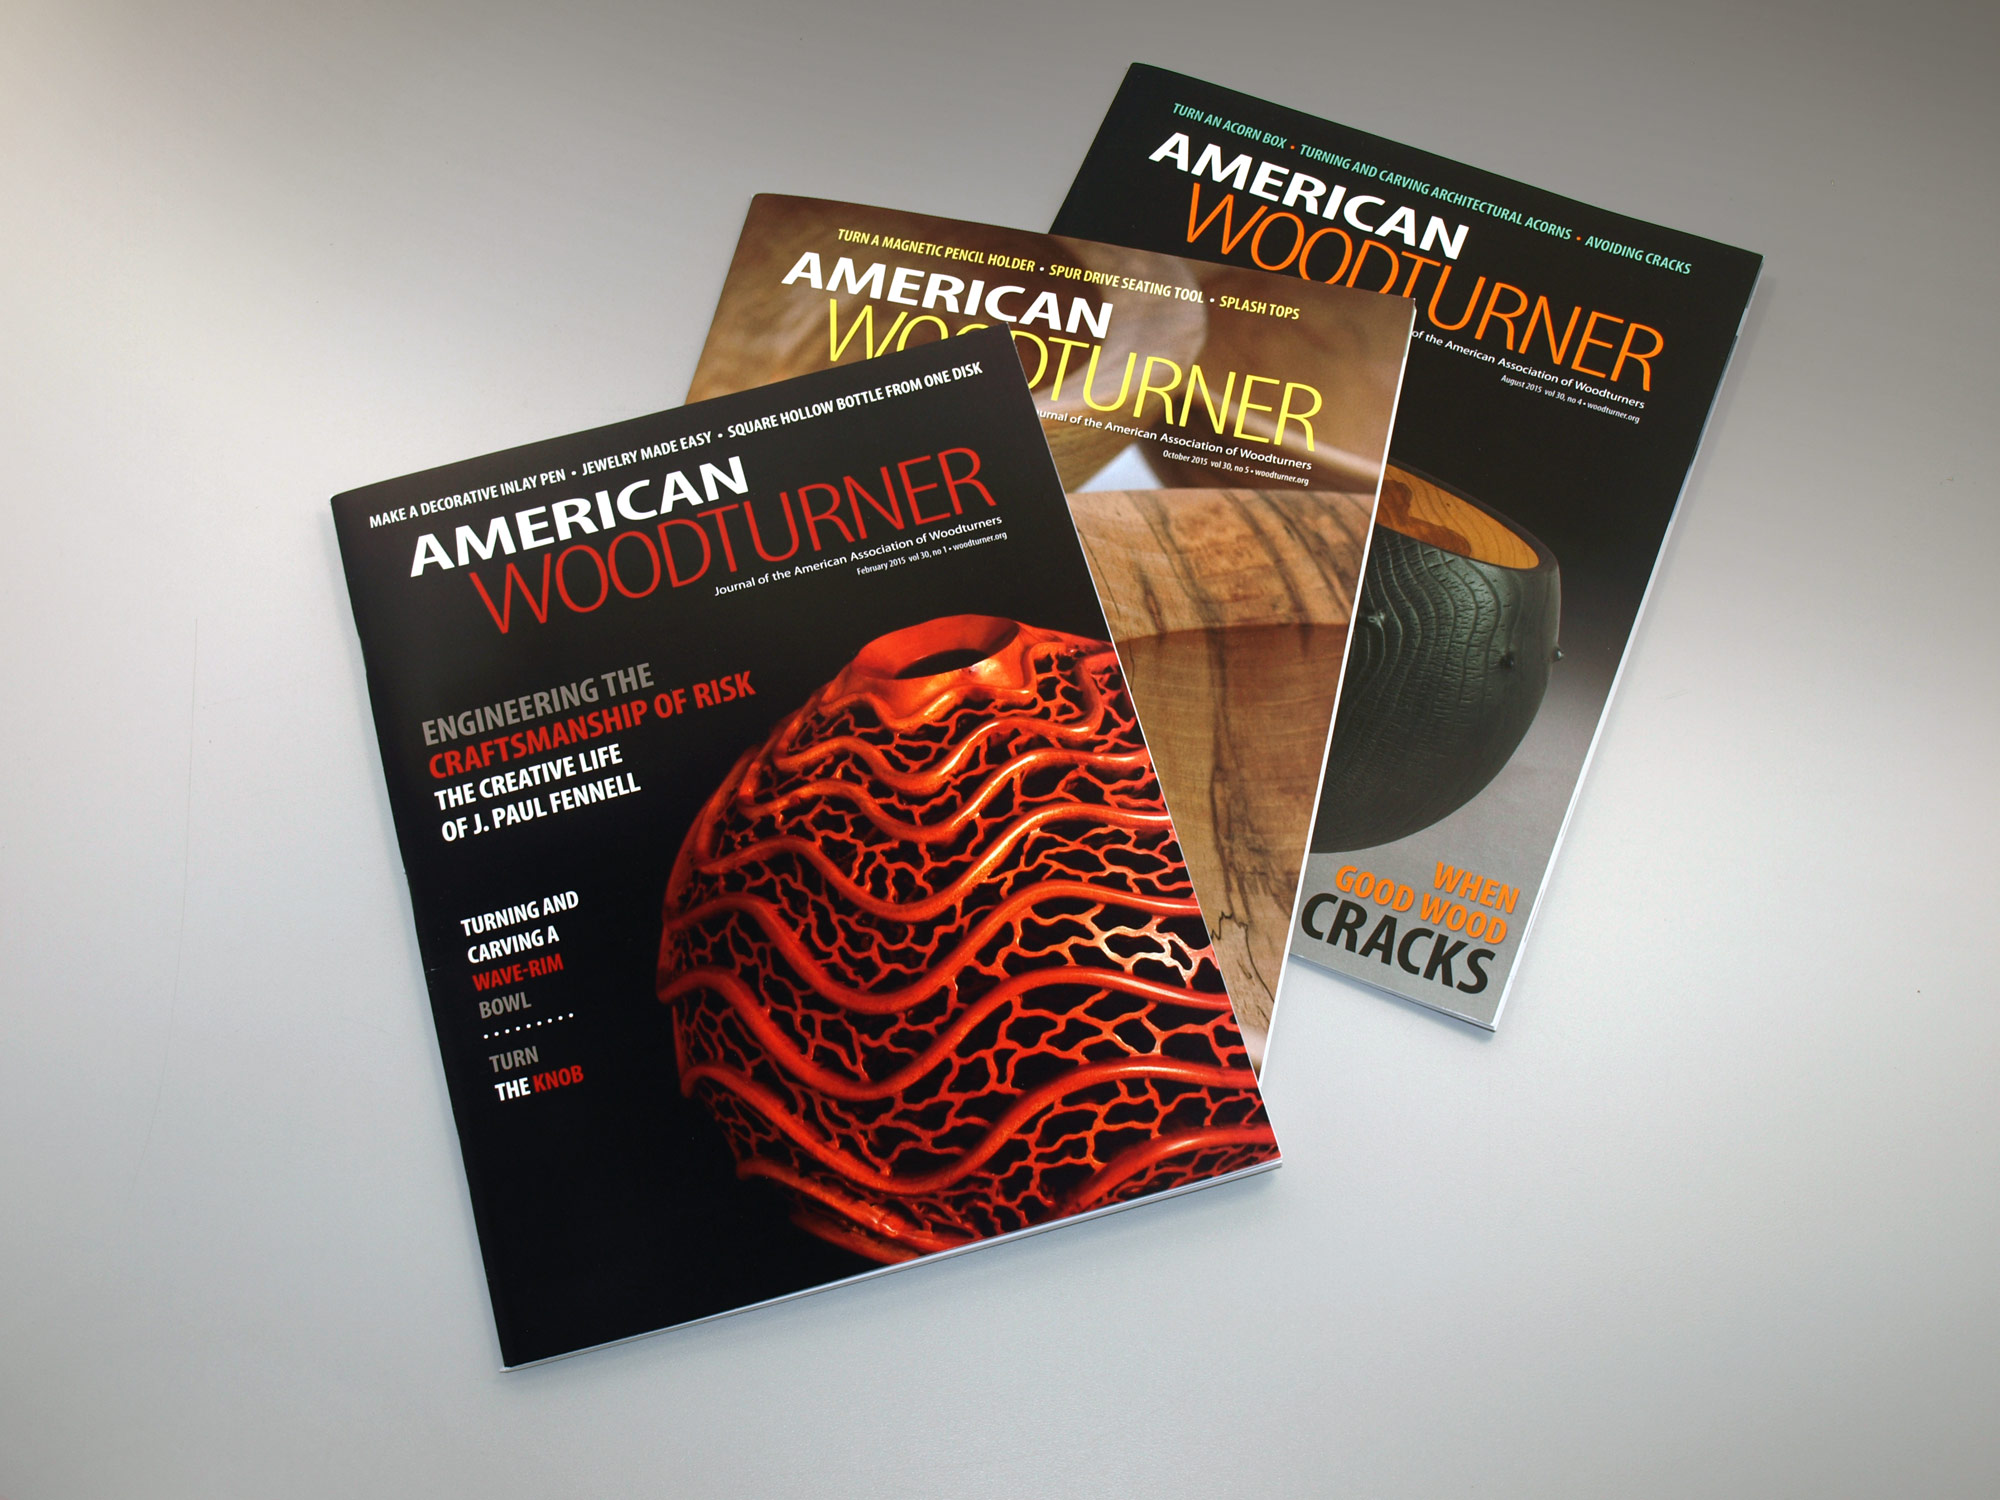 MAKE A DECORATIVE INLAY PEN • JEWELRY MADE EASY • SQUARE HOLLOW BOTTLE FROM ONE DISK
AMERICAN
WOODTURNER
Journal of the American Association of Woodturners
February 2015 vol 30, no 1 • woodturner.org
ENGINEERING THE
CRAFTSMANSHIP OF RISK
THE CREATIVE LIFE
OF J. PAUL FENNELL
TURNING AND
CARVING A
WAVE-RIM
BOWL
TURN
THE KNOB
TURN A MAGNETIC PENCIL HOLDER • SPUR DRIVE SEATING TOOL • SPLASH TOPS
AMERICAN
WOODTURNER
urnal of the American Association of Woodturners
October 2015 vol 30, no 5 • woodturner.org
TURN AN ACORN BOX • TURNING AND CARVING ARCHITECTURAL ACORNS • AVOIDING CRACKS
AMERICAN
WOODTURNER
of the American Association of Woodturners
August 2015 vol 30, no 4 • woodturner.org
WHEN
GOOD WOOD
CRACKS